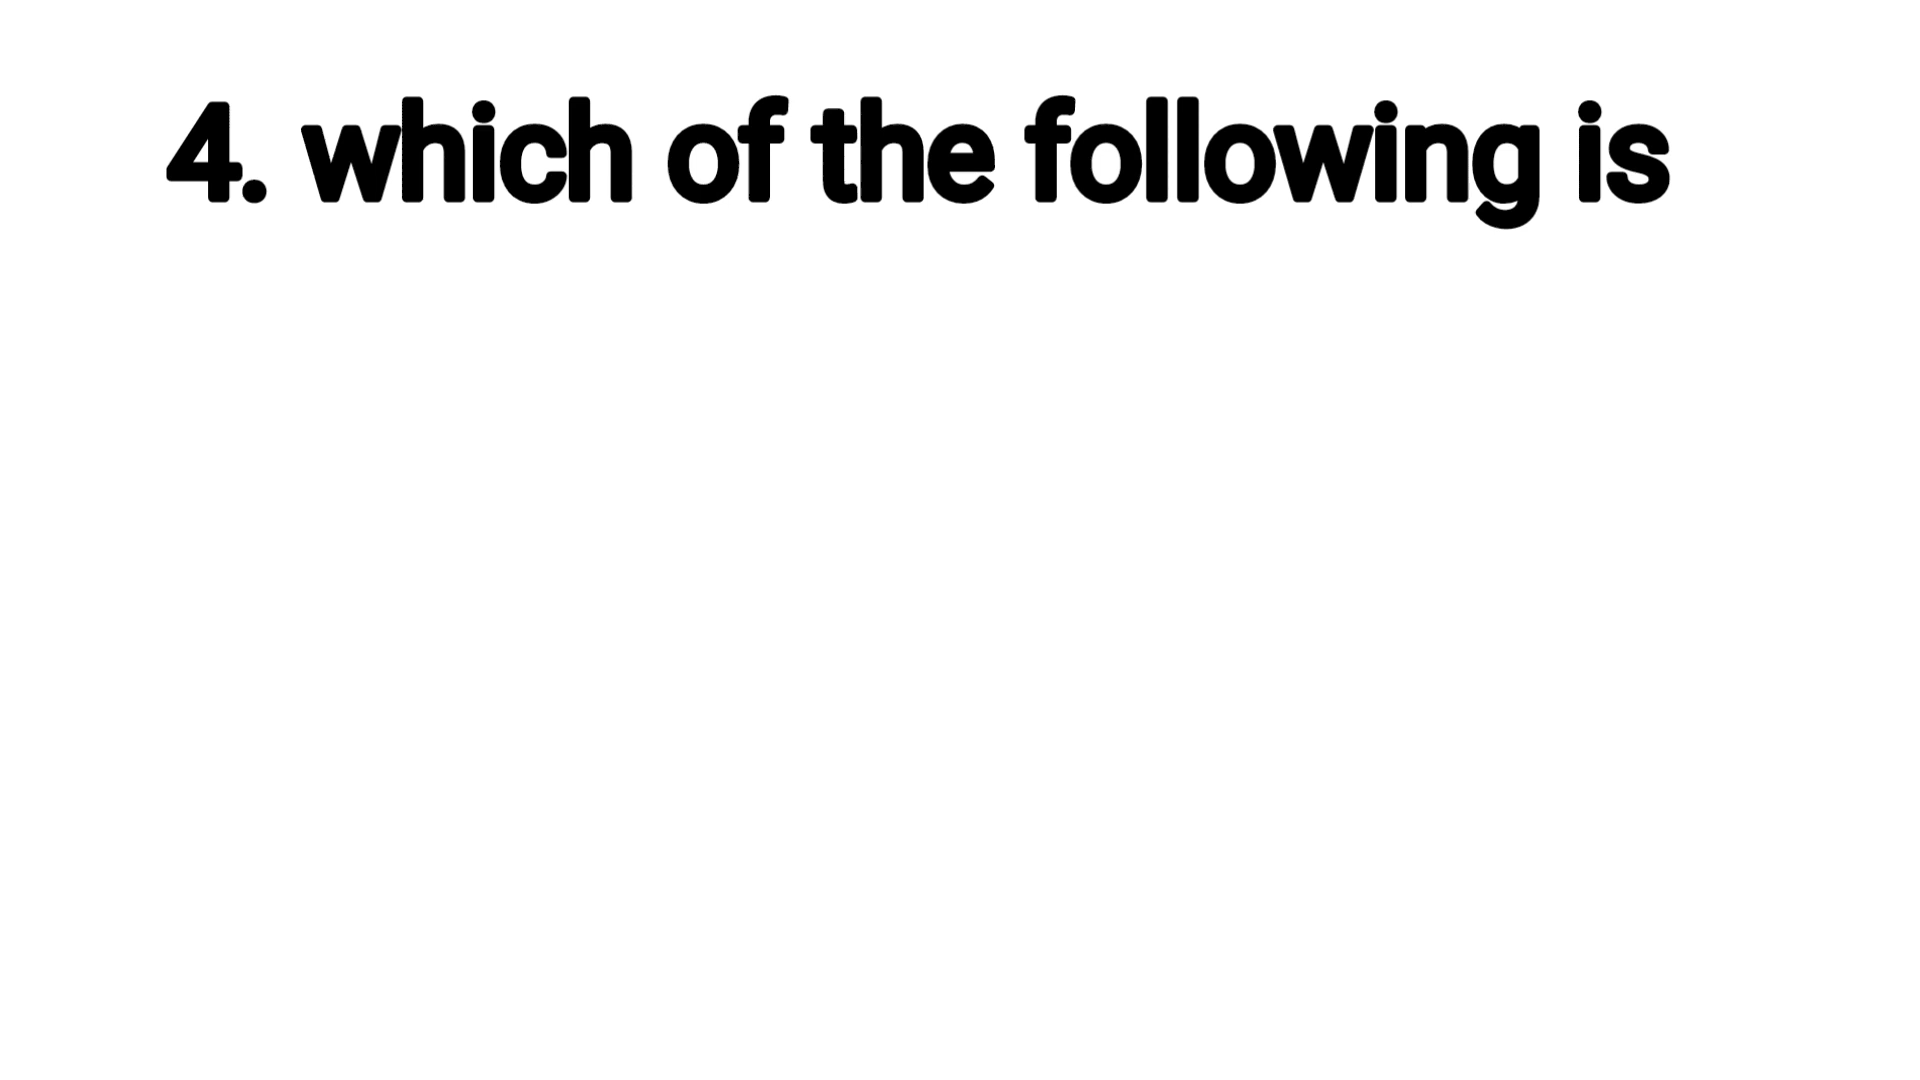 4. which of the following is